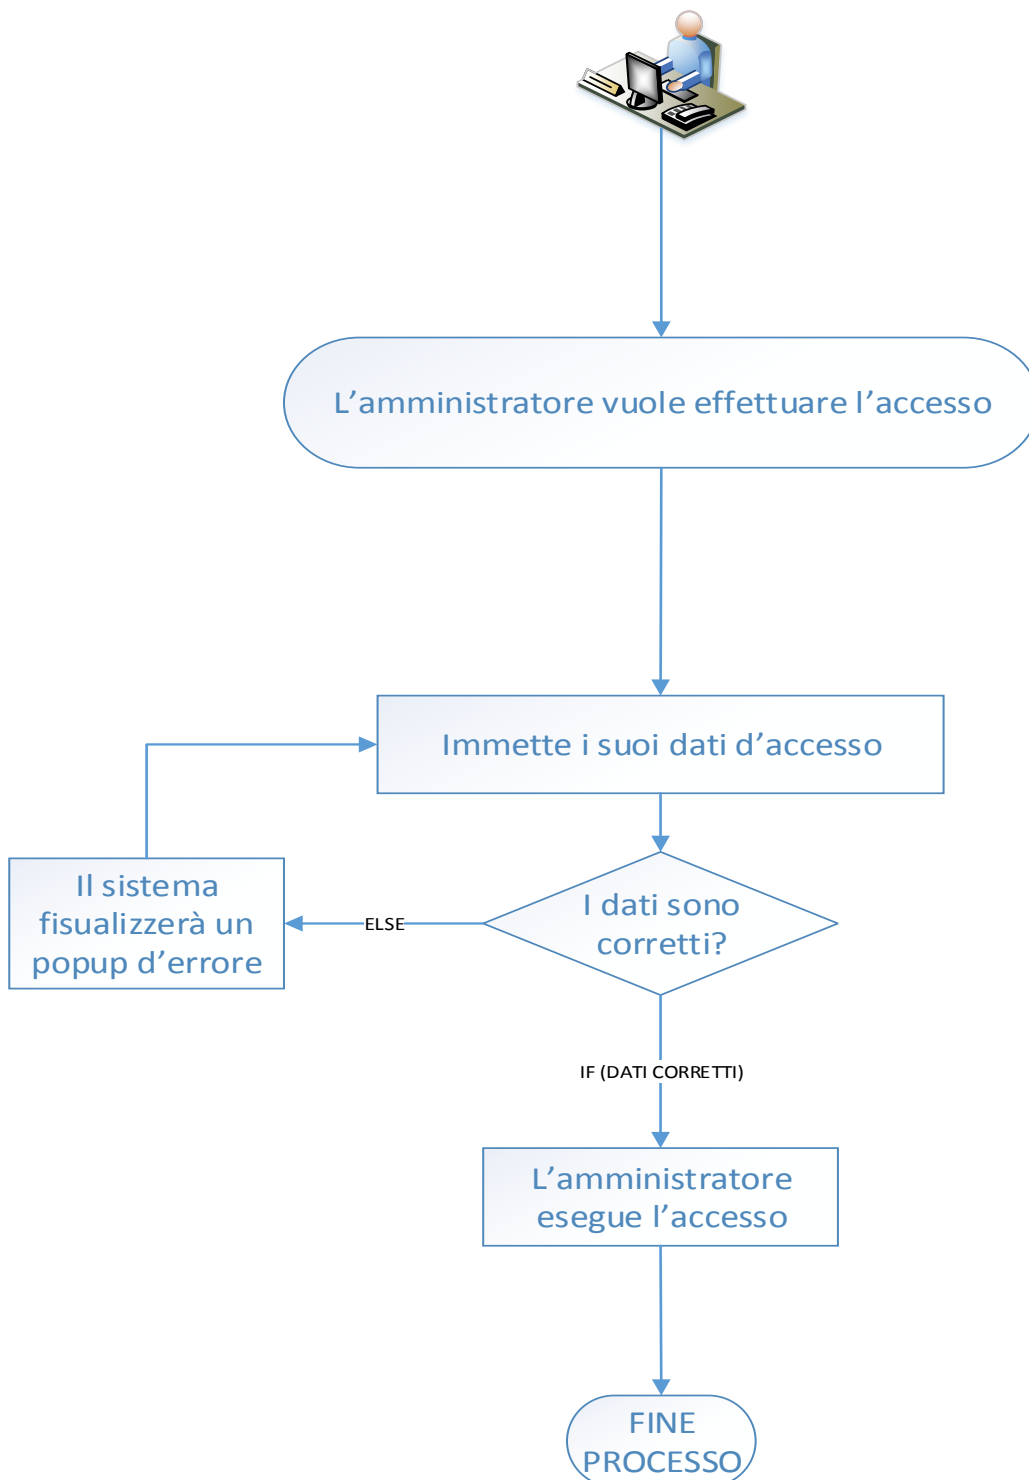 L’amministratore vuole effettuare l’accesso
Immette i suoi dati d’accesso
I dati sono
corretti?
ELSE
Il sistema
fisualizzerà un
popup d’errore
IF (DATI CORRETTI)
L’amministratore
esegue l’accesso
FINE
PROCESSO